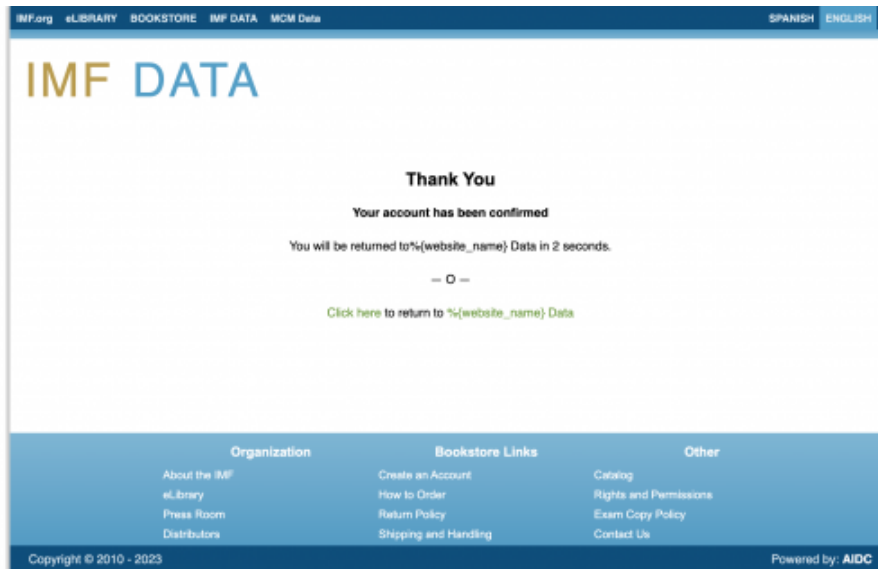 IMF.org eLIBRARY BOOKSTORE IMF DATA MCM Data SPANISH ENGLISH
IMF DATA
Thank You
Your account has been confirmed
You will be returned to%{website_name} Data in 2 seconds.
— O —
Click here to return to %{website_name} Data
Organization Bookstore Links Other
About the IMF Create an Account Catalog
eLibrary How to Order Rights and Permissions
Press Room Return Policy Exam Copy Policy
Distributors Shipping and Handling Contact Us
Copyright © 2010 - 2023 Powered by: AIDC